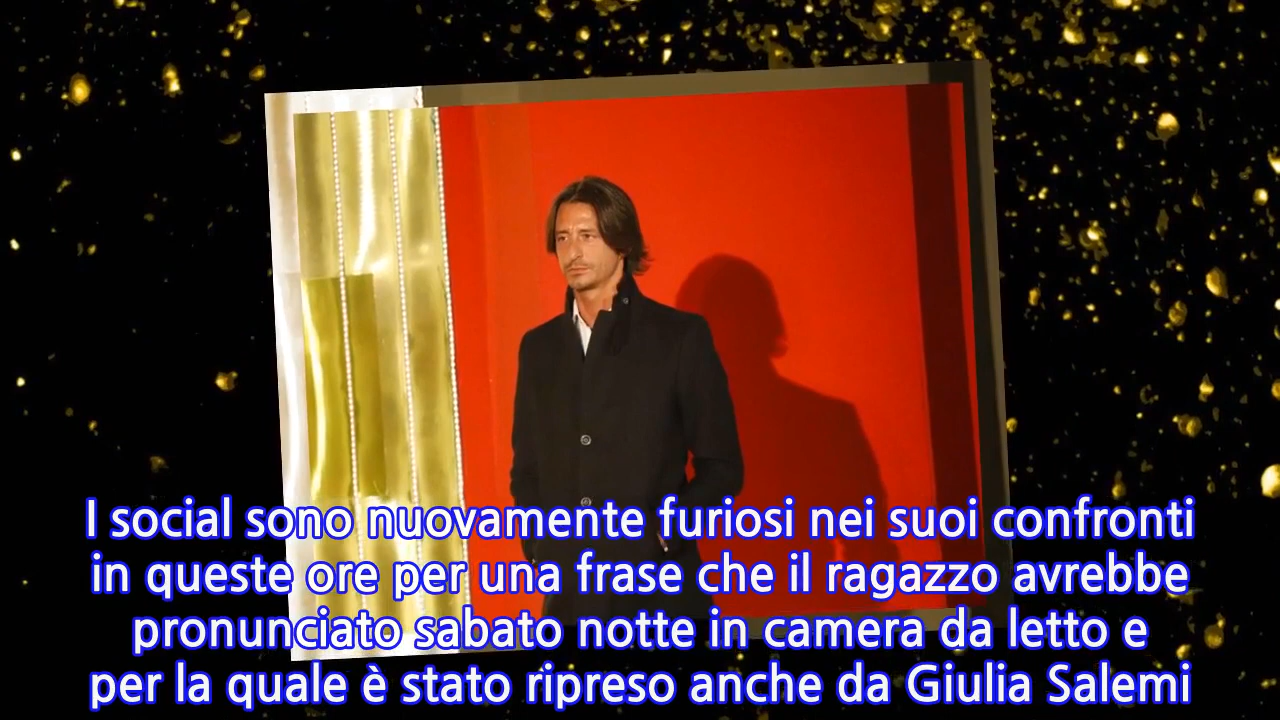 I social sono nuovamente furiosi nei suoi confronti
in queste ore per una frase che il ragazzo avrebbe
pronunciato sabato notte in camera da letto e
per la quale è stato ripreso anche da Giulia Salemi